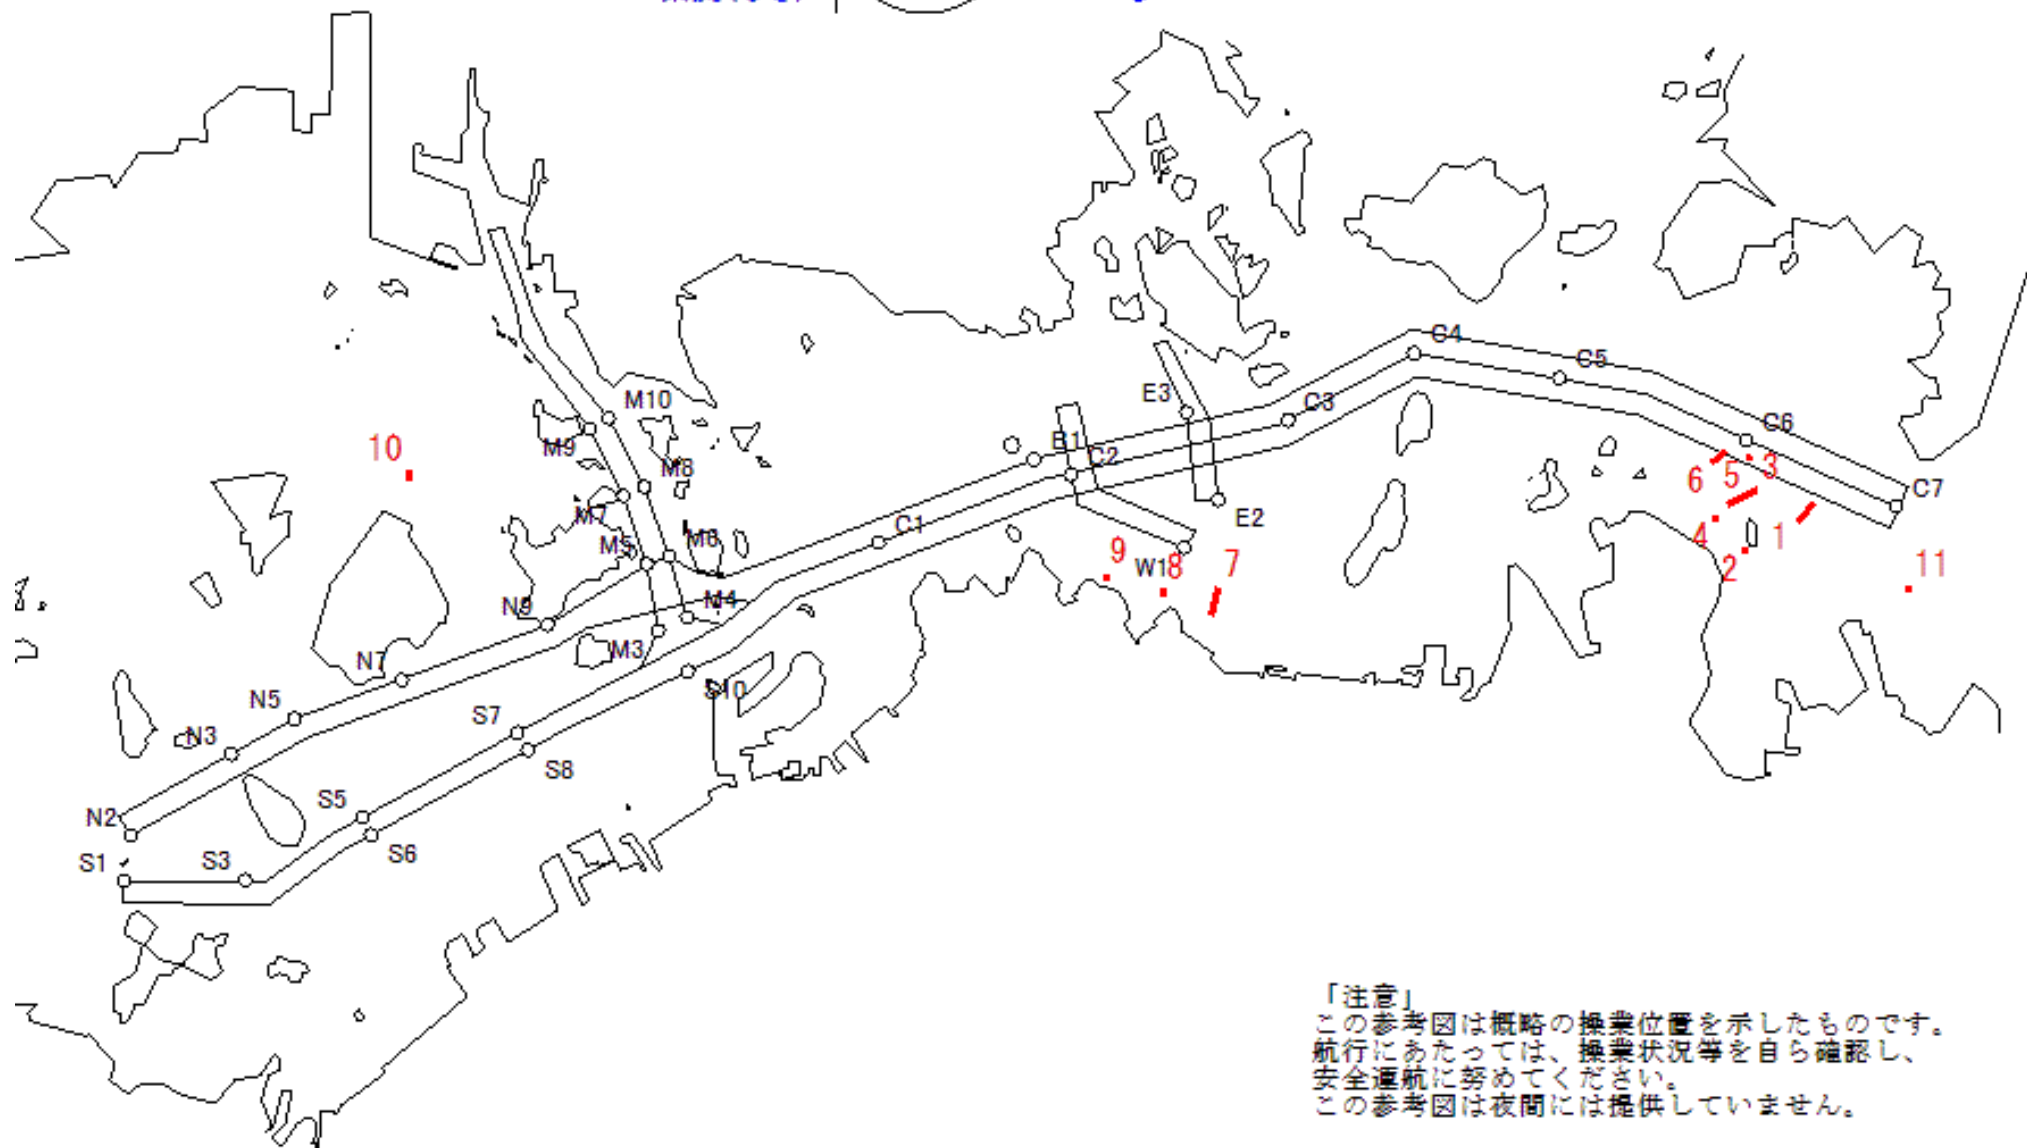 C4
C5
E3
M10
C3
C6
10
M9
B1
C2
M8
6
5
3
C7
M7
E2
C1
M5
M6
4
1
9
W1
8
7
2
11
N9
M4
M3
N7
S10
N5
S7
N3
S8
S5
N2
S6
S1
S3
「注意」
この参考図は概略の操業位置を示したものです。
航行にあたっては、操業状況等を自ら確認し、
安全運航に努めてください。
この参考図は夜間には提供していません。